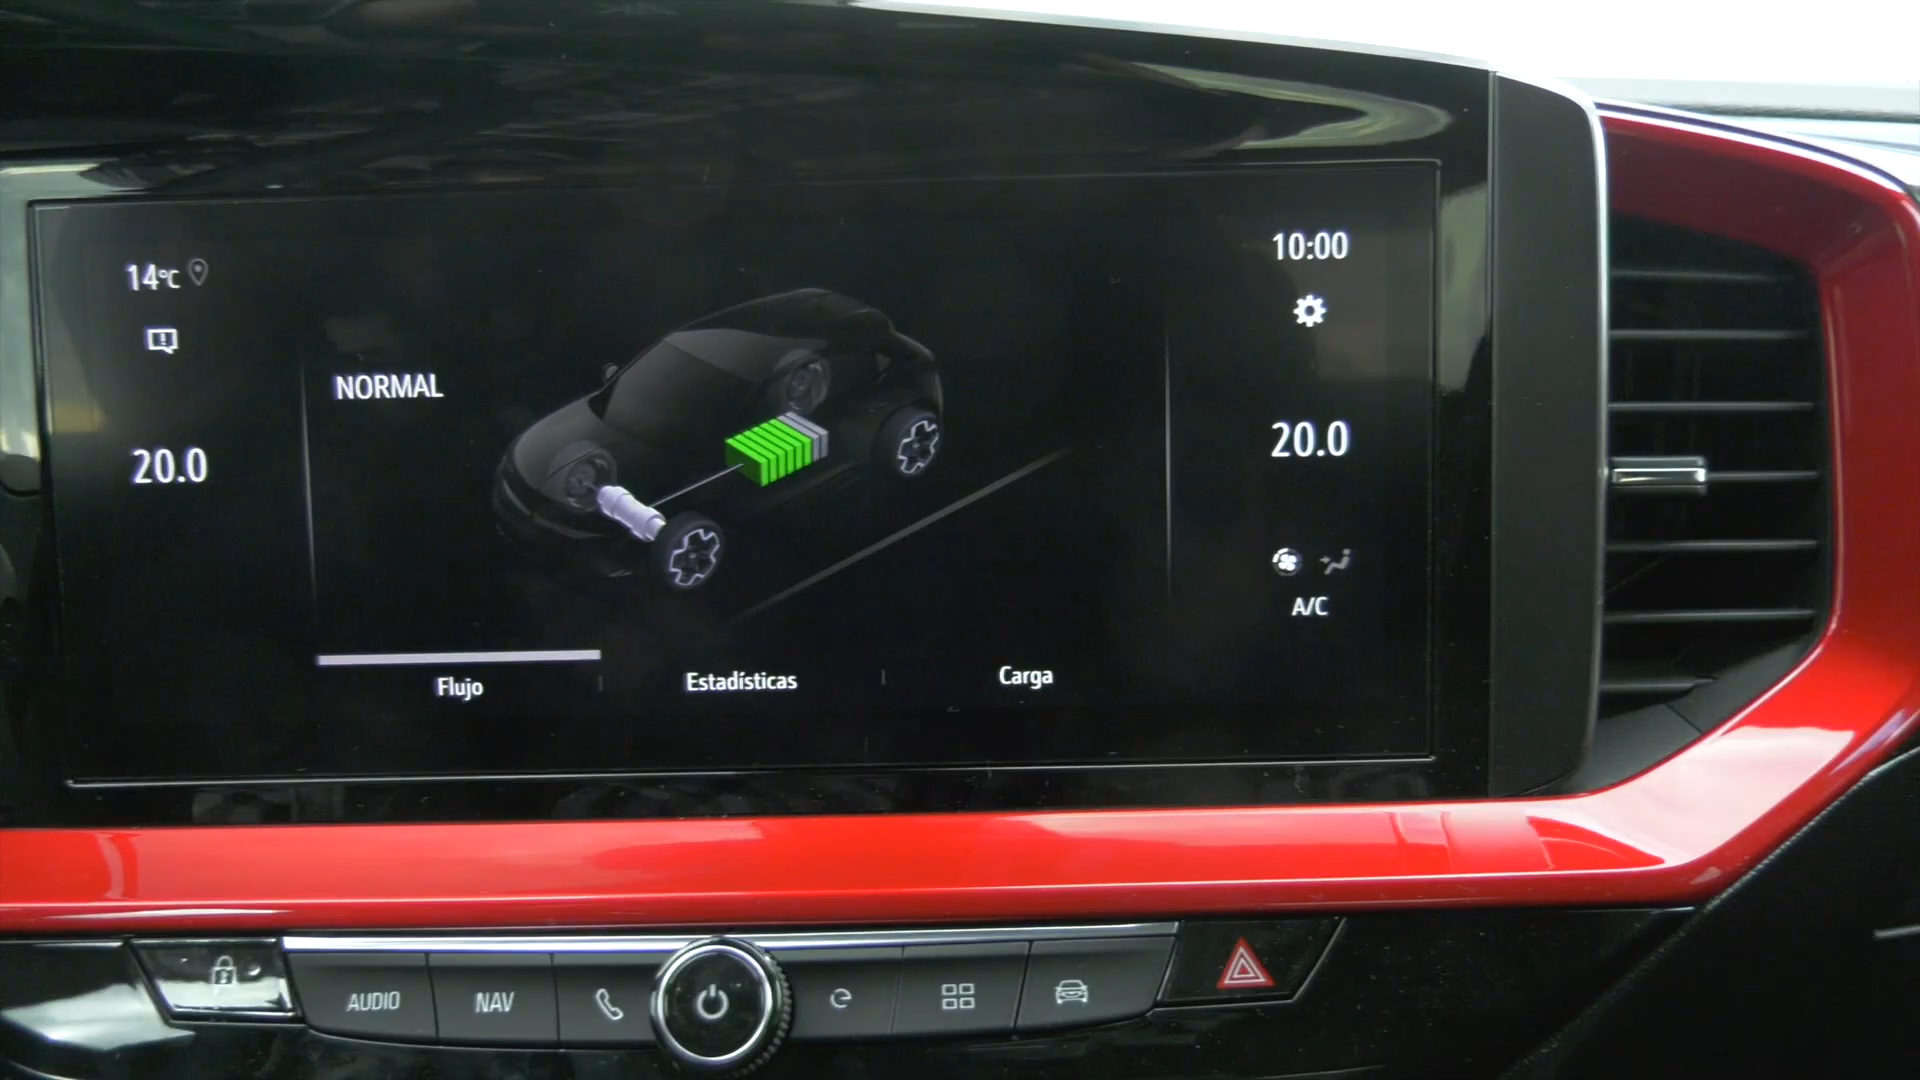 14°C
10:00
NORMAL
20.0
20.0
A/C
Flujo
Estadísticas
Carga
AUDIO
NAV